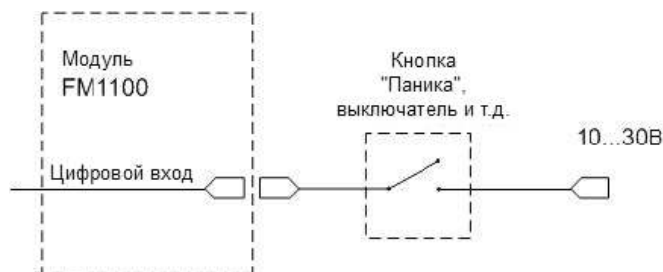 Модуль
FM1100
Кнопка
"Паника",
выключатель и т.д.
10...30В
Цифровой вход